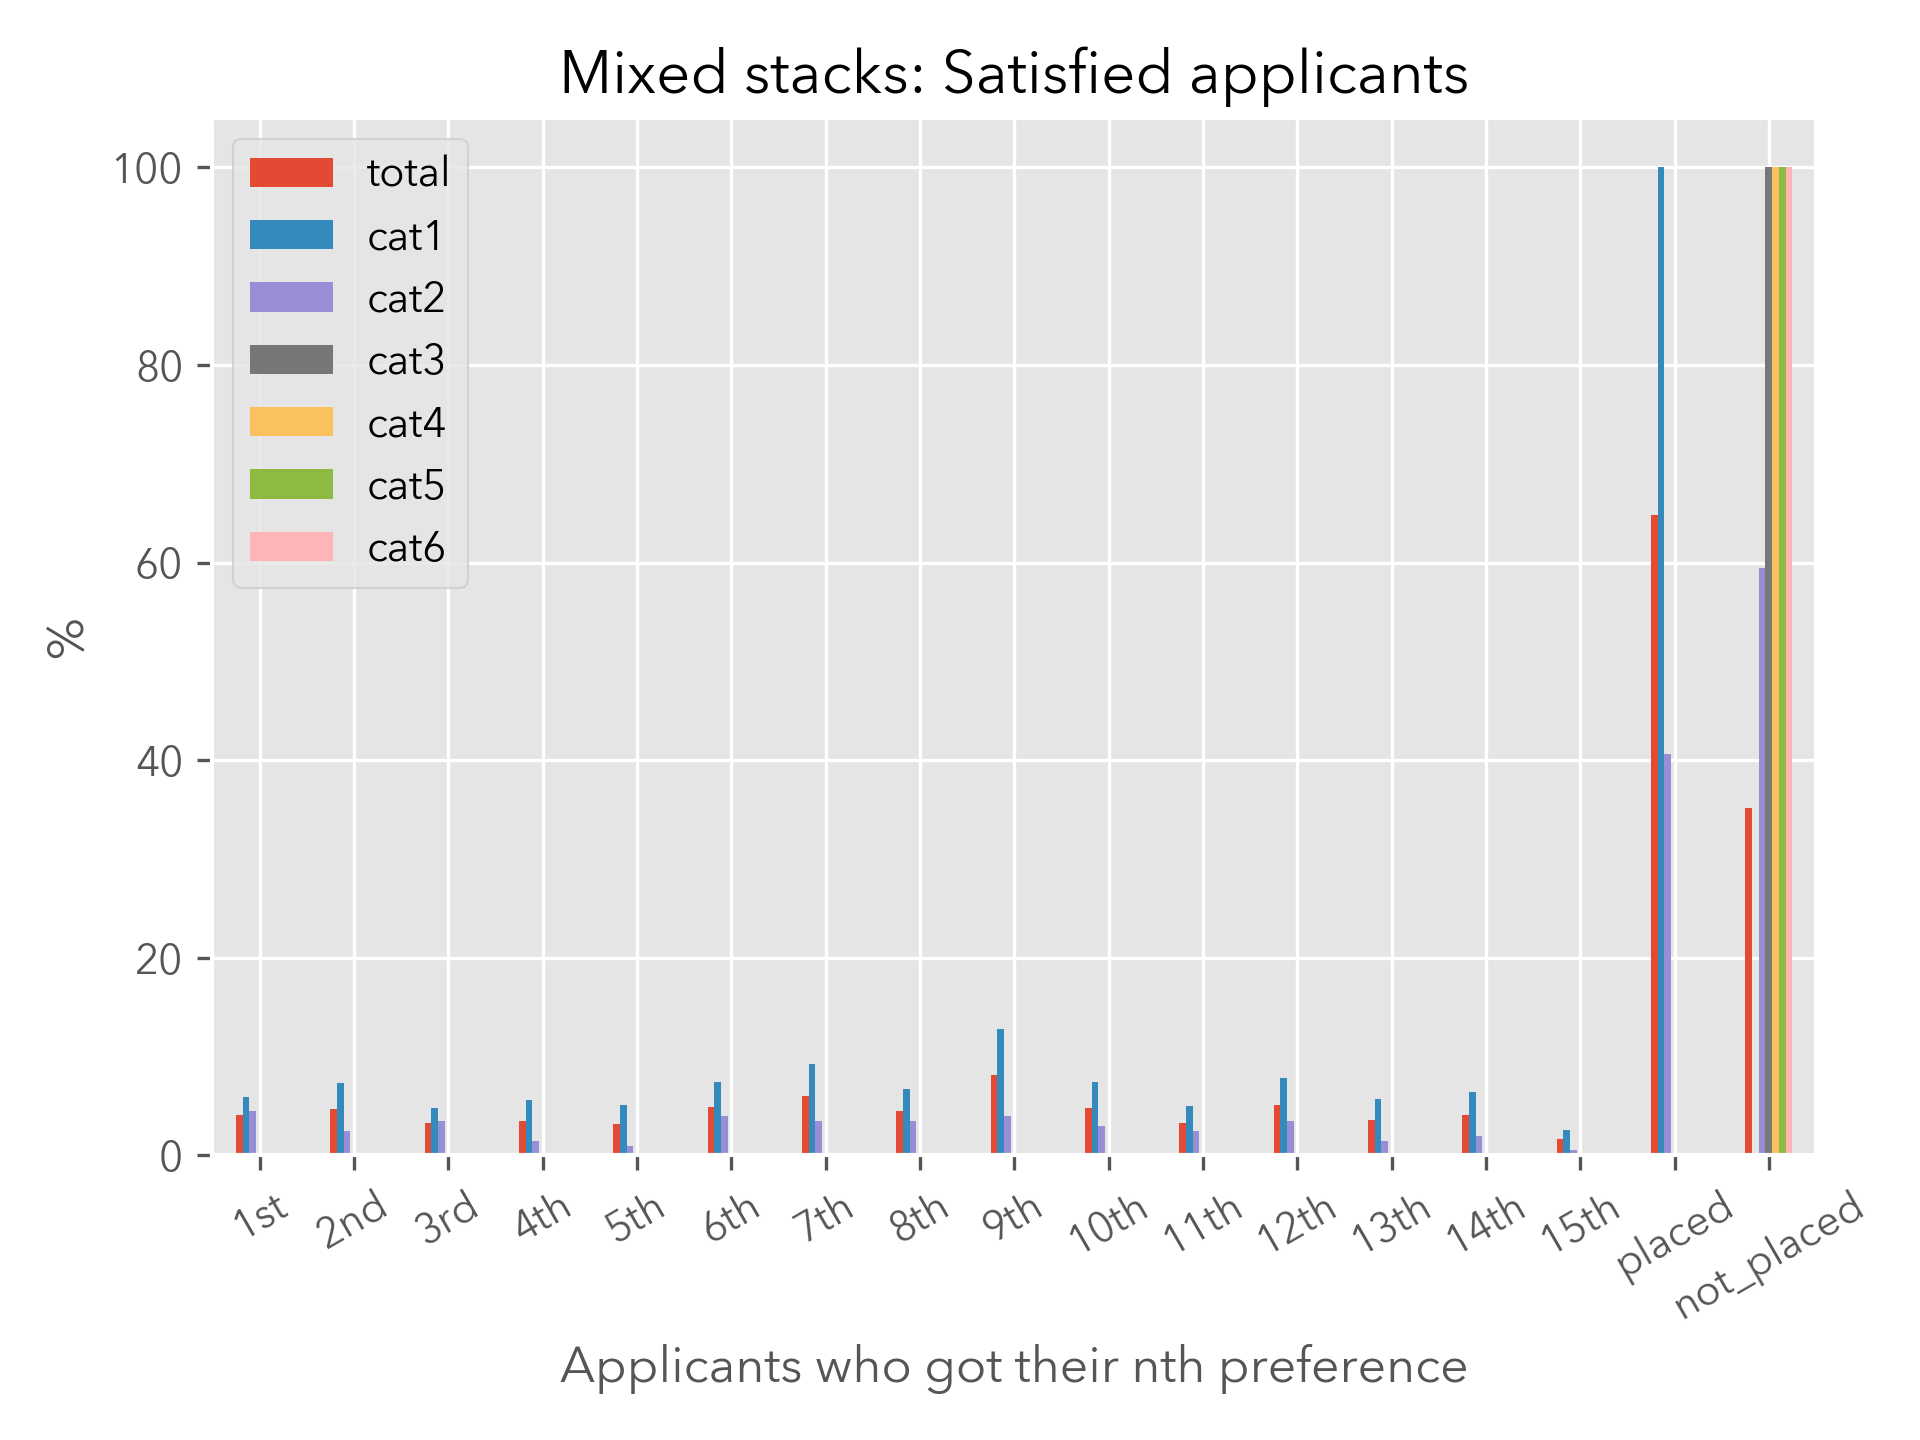 Mixed stacks: Satisfied applicants
total
cat1
cat2
cat3
cat4
cat5
cat6
100
80
60
40
20
0
%
1st 2nd 3rd 4th 5th 6th 7th 8th 9th 10th 11th 12th 13th 14th 15th placed not_placed
Applicants who got their nth preference